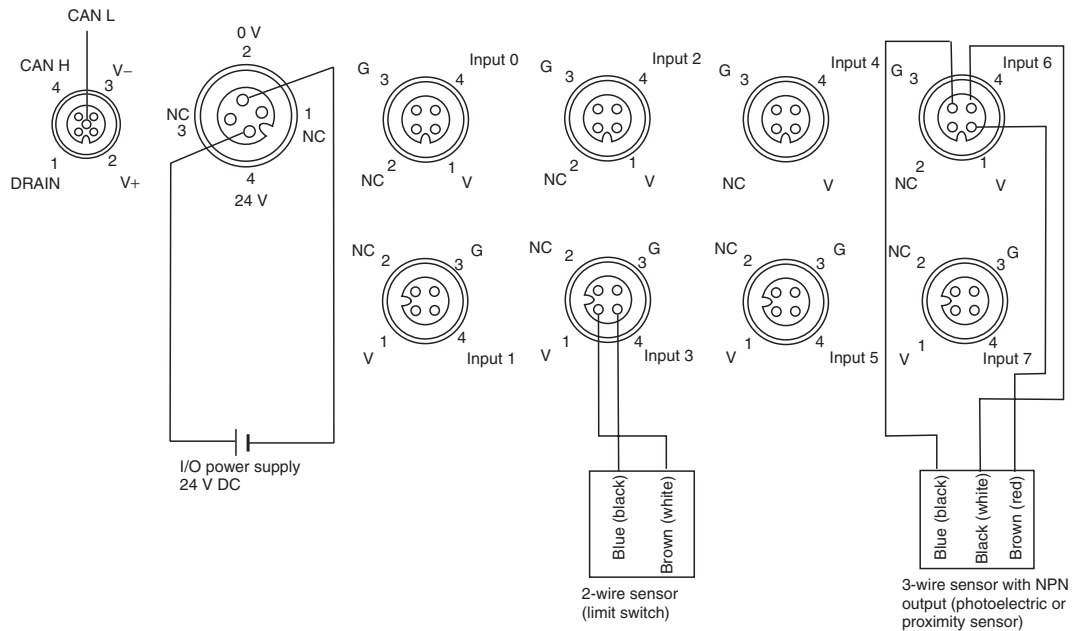 CAN L
CAN H
V–
4
3
1
2
DRAIN
V+
0 V
2
NC
3
1
NC
4
24 V
G
3
4
Input 0
NC
2
1
V
G
3
4
Input 2
NC
2
1
V
G
3
4
Input 4
NC
2
1
V
G
3
4
Input 6
NC
2
1
V
NC
2
3
G
V
1
4
Input 1
NC
2
3
G
V
1
4
Input 3
NC
2
3
G
V
1
4
Input 5
NC
2
3
G
V
1
4
Input 7
I/O power supply
24 V DC
Blue (black)
Brown (white)
2-wire sensor
(limit switch)
Blue (black)
Black (white)
Brown (red)
3-wire sensor with NPN
output (photoelectric or
proximity sensor)